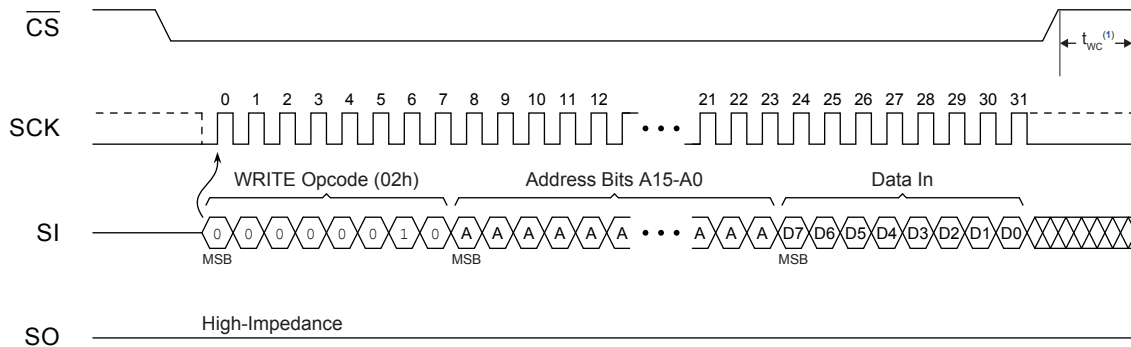 CS
t_WC(1)
0 1 2 3 4 5 6 7 8 9 10 11 12 21 22 23 24 25 26 27 28 29 30 31
SCK • • •
WRITE Opcode (02h) Address Bits A15-A0 Data In
SI 0 0 0 0 0 0 1 0 A A A A A A • • • A A A D7 D6 D5 D4 D3 D2 D1 D0
MSB MSB MSB
High-Impedance
SO